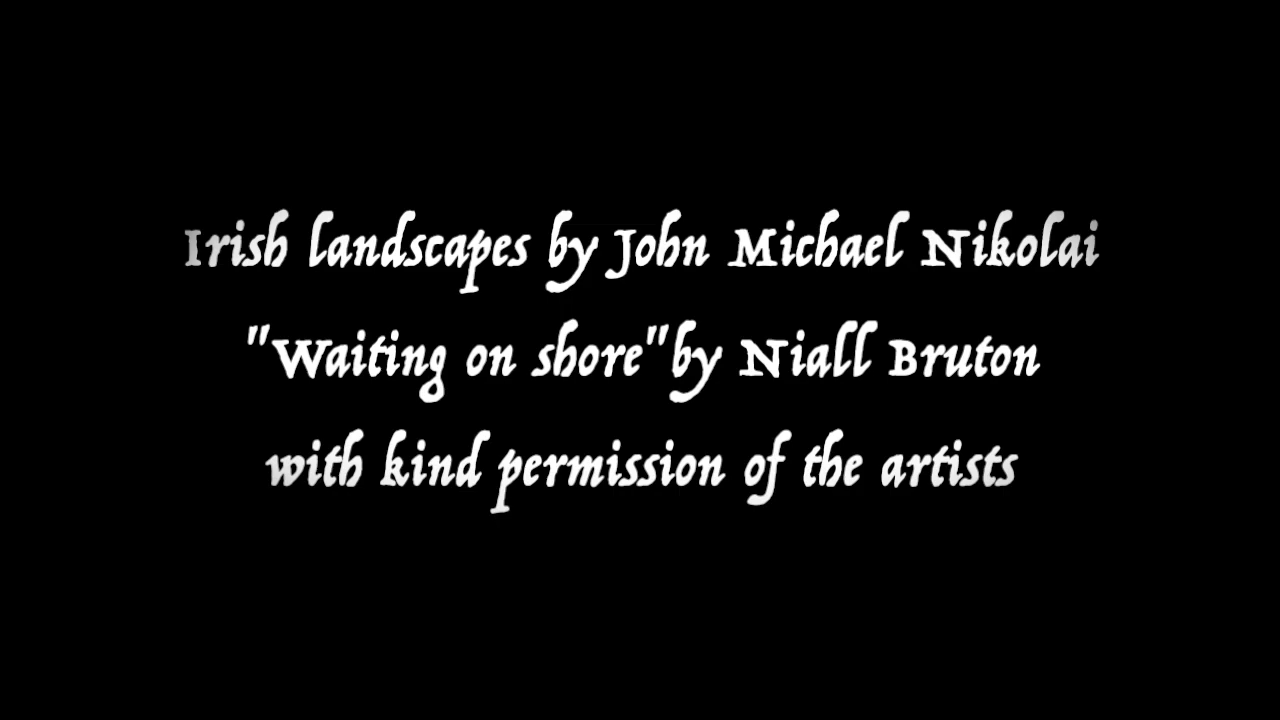 Irish landscapes by John Michael Nikolai
"Waiting on shore"by Niall Bruton
with kind permission of the artists